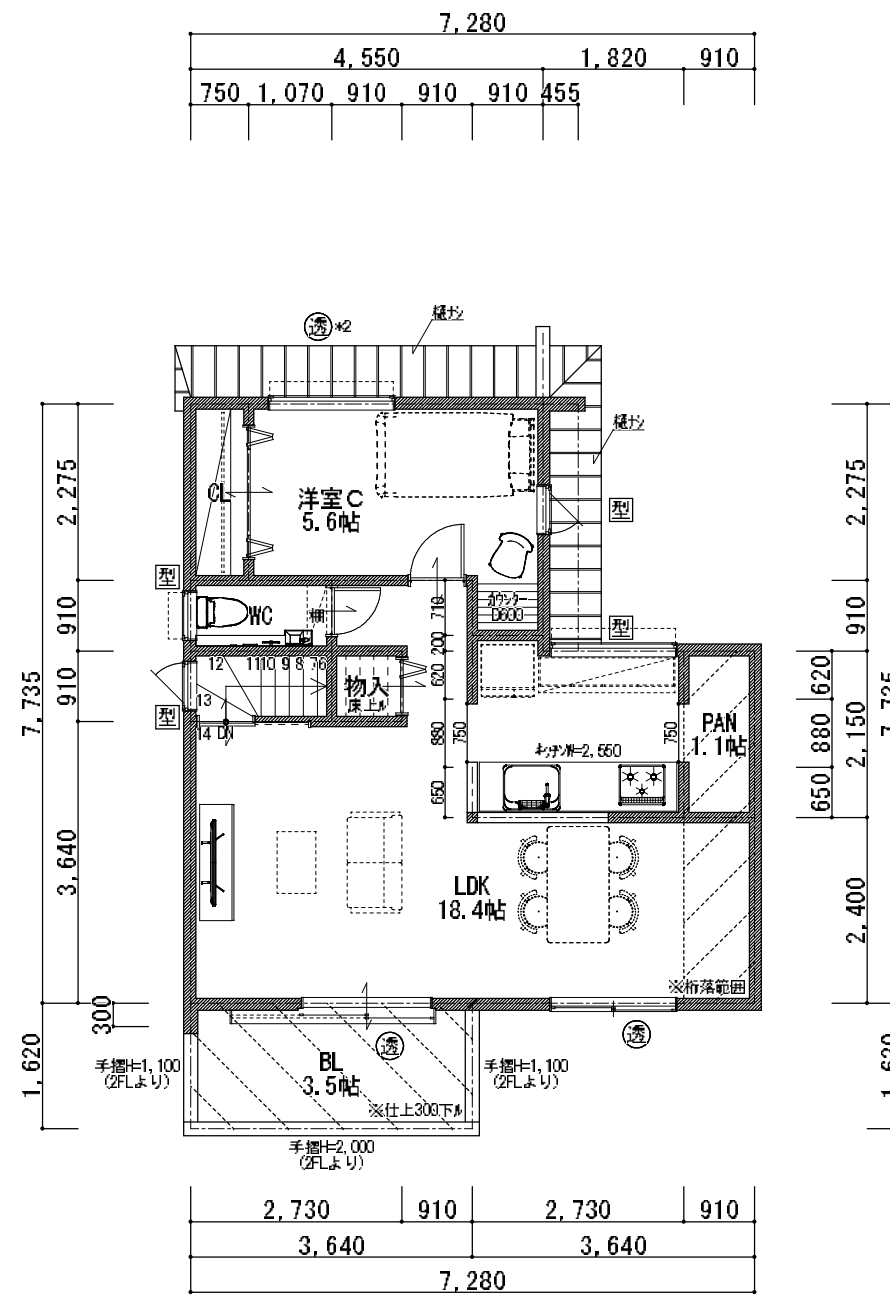 7,280
4,550
1,820
910
750
1,070
910
910
910
455
樋ナシ
透
*2
樋ナシ
2,275
2,275
CL
洋室C
5.6帖
型
型
カウンター
D600
910
WC
棚
710
型
910
200
12
11
10
9
8
7
6
物入
床上ル
620
620
7,735
910
13
型
14
DN
880
750
キッチンW=2,550
750
PAN
1.1帖
880
2,150
7,735
650
650
3,640
LDK
18.4帖
2,400
※桁落範囲
300
透
透
BL
3.5帖
手摺H=1,100
(2FLより)
手摺H=1,100
(2FLより)
1,620
1,620
※仕上300下ル
手摺H=2,000
(2FLより)
2,730
910
2,730
910
3,640
3,640
7,280